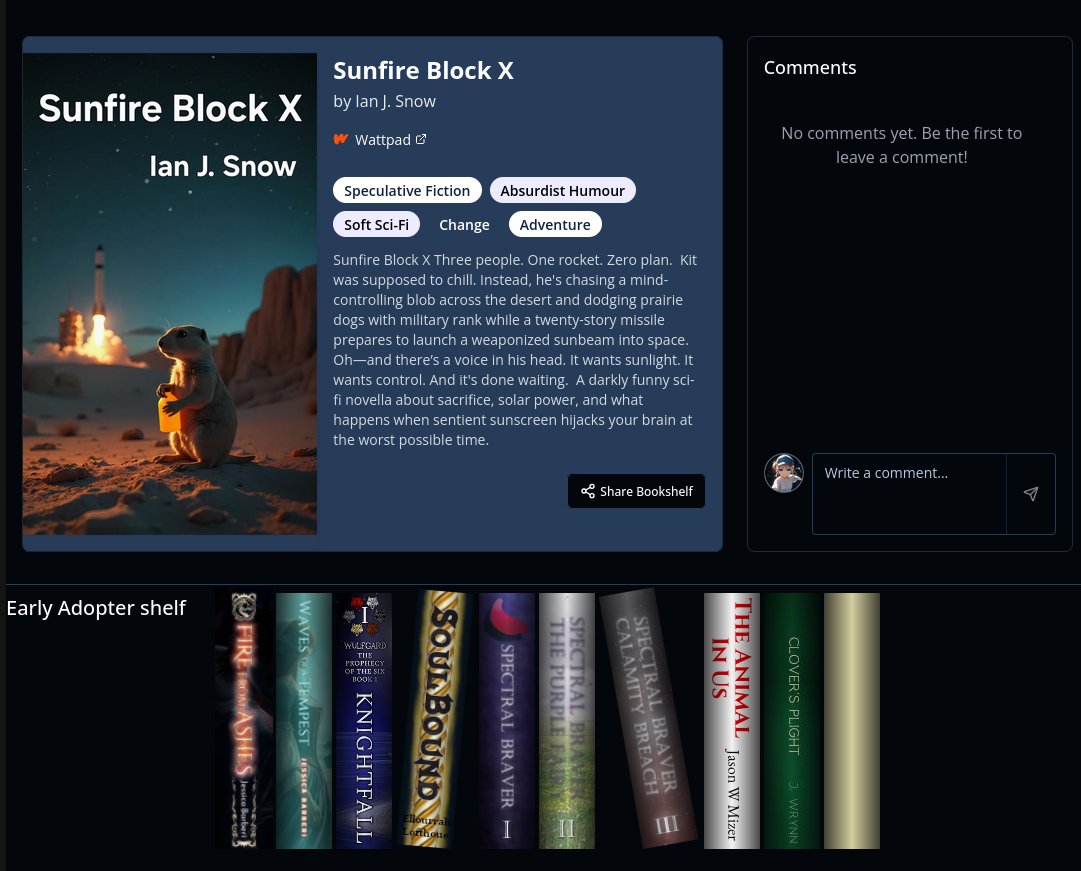 Sunfire Block X
Ian J. Snow
Sunfire Block X
by Ian J. Snow
Wattpad
Speculative Fiction
Absurdist Humour
Soft Sci-Fi
Change
Adventure
Sunfire Block X Three people. One rocket. Zero plan.  Kit
was supposed to chill. Instead, he's chasing a mind-
controlling blob across the desert and dodging prairie
dogs with military rank while a twenty-story missile
prepares to launch a weaponized sunbeam into space.
Oh—and there’s a voice in his head. It wants sunlight. It
wants control. And it's done waiting.  A darkly funny sci-
fi novella about sacrifice, solar power, and what
happens when sentient sunscreen hijacks your brain at
the worst possible time.
Share Bookshelf
Comments
No comments yet. Be the first to
leave a comment!
Write a comment...
Early Adopter shelf
FIRE FROM ASHES
Jessica Barberi
WAVES OF A TEMPEST
JESSICA BARBERI
I
WULFGARD
THE
PROPHECY
OF THE SIX
BOOK 1
KNIGHTFALL
SOULBOUND
Ellourrah
Lofthouse
SPECTRAL BRAVER
I
SPECTRAL BRAVER
THE PURPLE
II
SPECTRAL BRAVER
CALAMITY BREACH
III
THE ANIMAL
IN US
Jason W Mizer
CLOVER'S PLIGHT
J. WRYNN